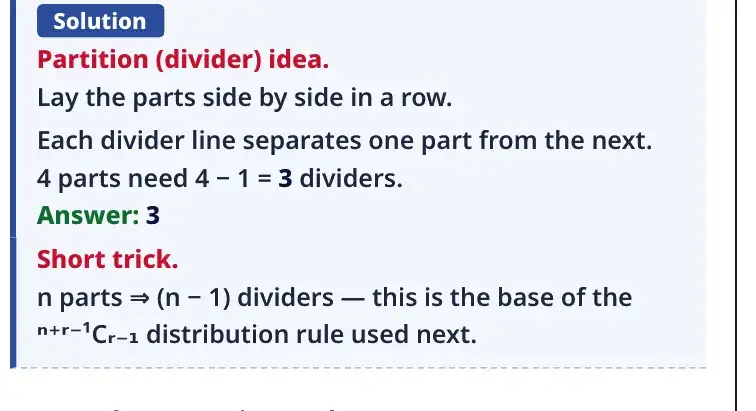 Solution
Partition (divider) idea.
Lay the parts side by side in a row.
Each divider line separates one part from the next.
4 parts need 4 − 1 = 3 dividers.
Answer: 3
Short trick.
n parts ⇒ (n − 1) dividers — this is the base of the
ⁿ⁺ʳ⁻¹Cᵣ₋₁ distribution rule used next.